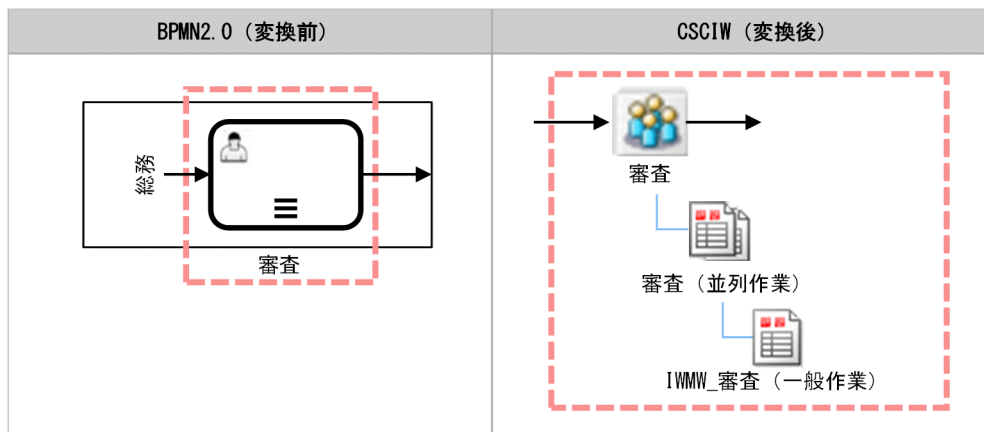 BPMN2.0（変換前）
CSCIW（変換後）
総務
審査
審査
審査（並列作業）
IWMW_審査（一般作業）